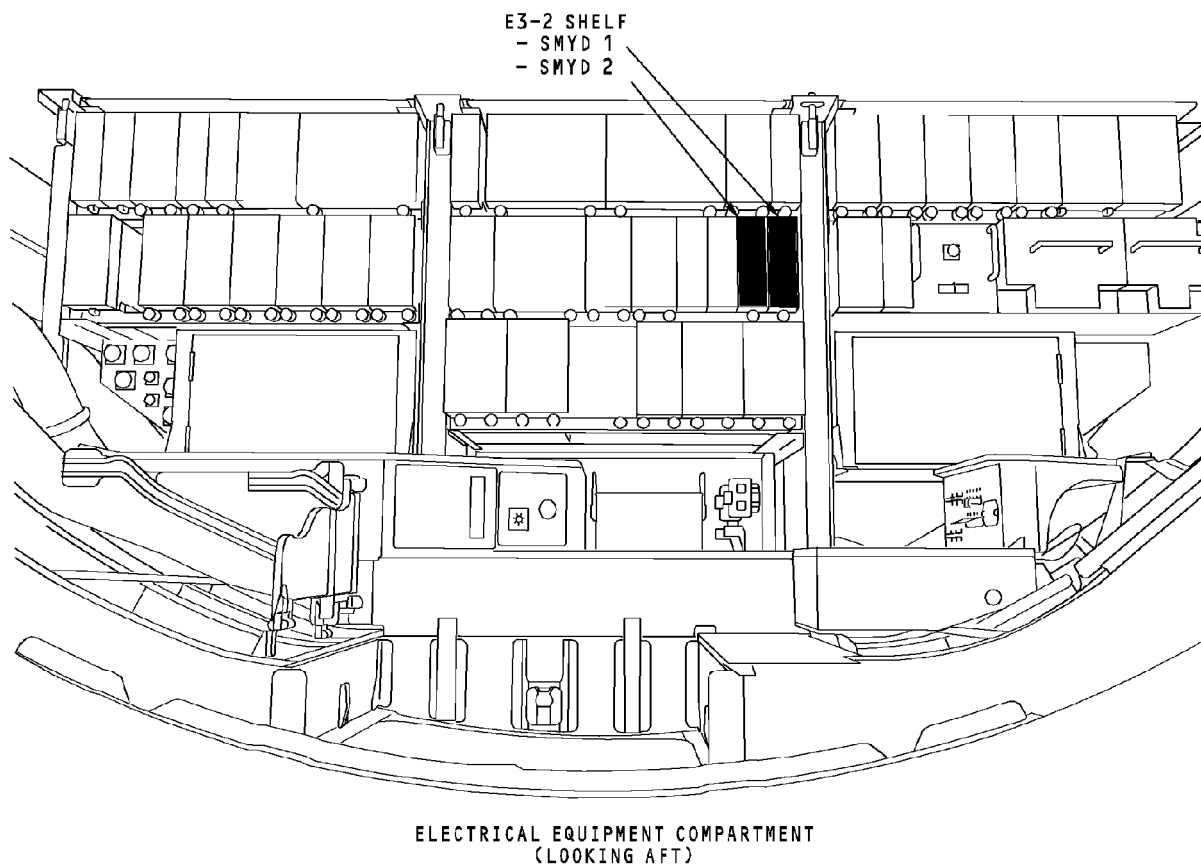 E3-2 SHELF
- SMYD 1
- SMYD 2
ELECTRICAL EQUIPMENT COMPARTMENT
(LOOKING AFT)